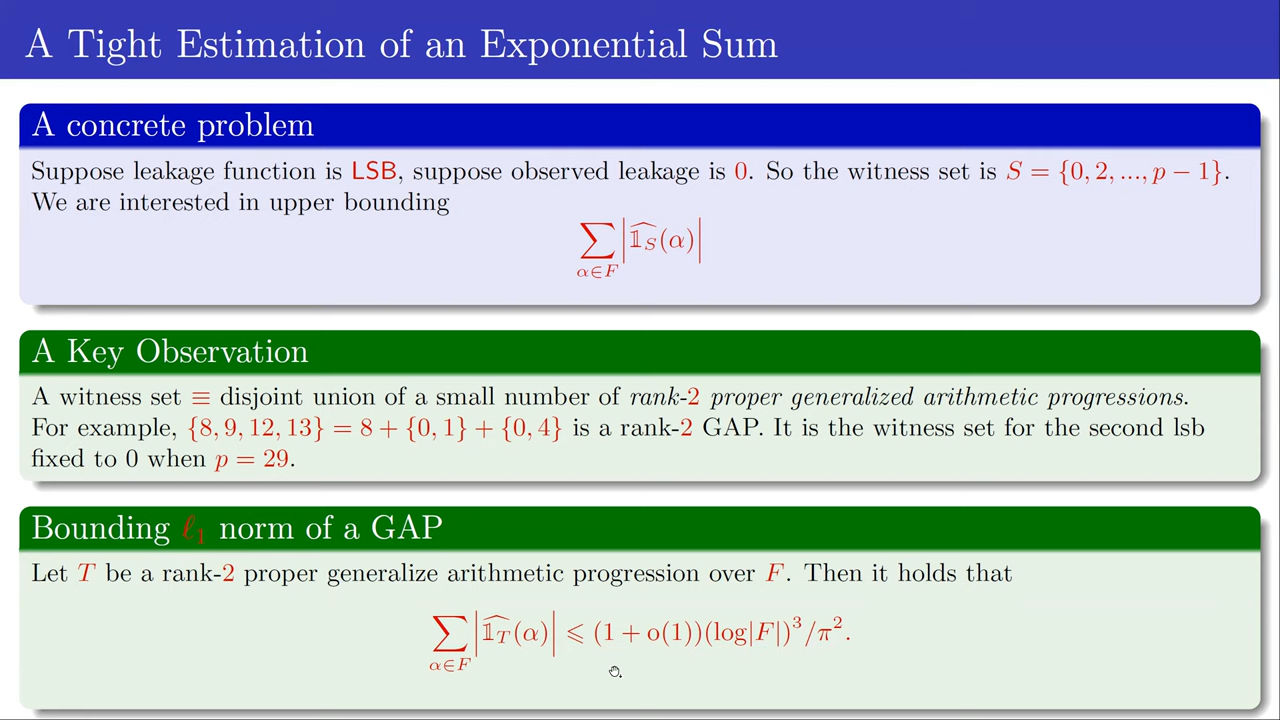 A Tight Estimation of an Exponential Sum
A concrete problem
Suppose leakage function is LSB, suppose observed leakage is 0. So the witness set is S = {0, 2, ..., p − 1}.
We are interested in upper bounding
∑_{α∈F} |\widehat{𝟙_S}(α)|
A Key Observation
A witness set ≡ disjoint union of a small number of rank-2 proper generalized arithmetic progressions.
For example, {8, 9, 12, 13} = 8 + {0, 1} + {0, 4} is a rank-2 GAP. It is the witness set for the second lsb
fixed to 0 when p = 29.
Bounding ℓ₁ norm of a GAP
Let T be a rank-2 proper generalize arithmetic progression over F. Then it holds that
∑_{α∈F} |\widehat{𝟙_T}(α)| ⩽ (1 + o(1))(log|F|)³/π².